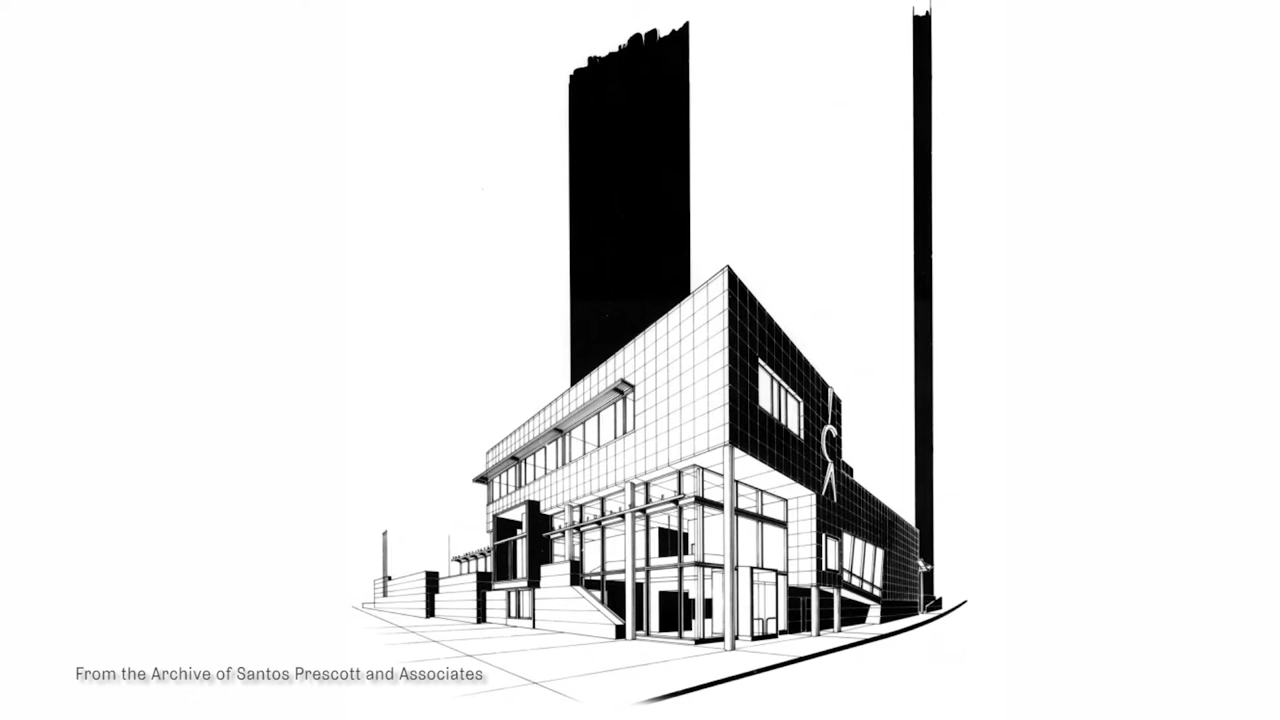 ICA
From the Archive of Santos Prescott and Associates